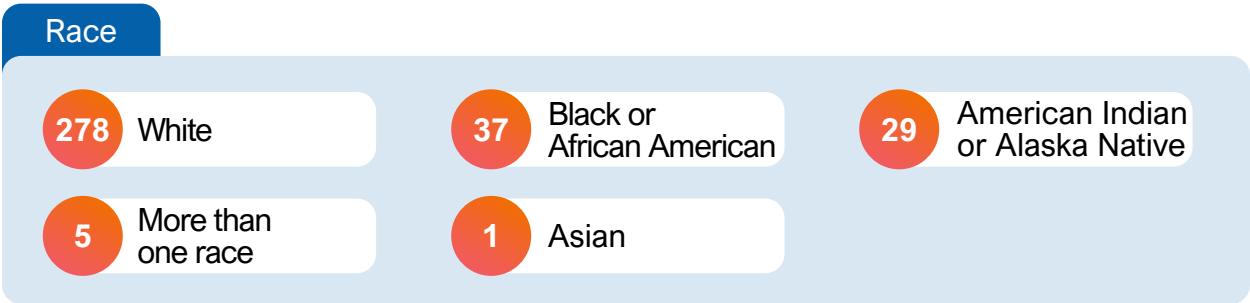 Race
278 White
37 Black or
African American
29 American Indian
or Alaska Native
5 More than
one race
1 Asian